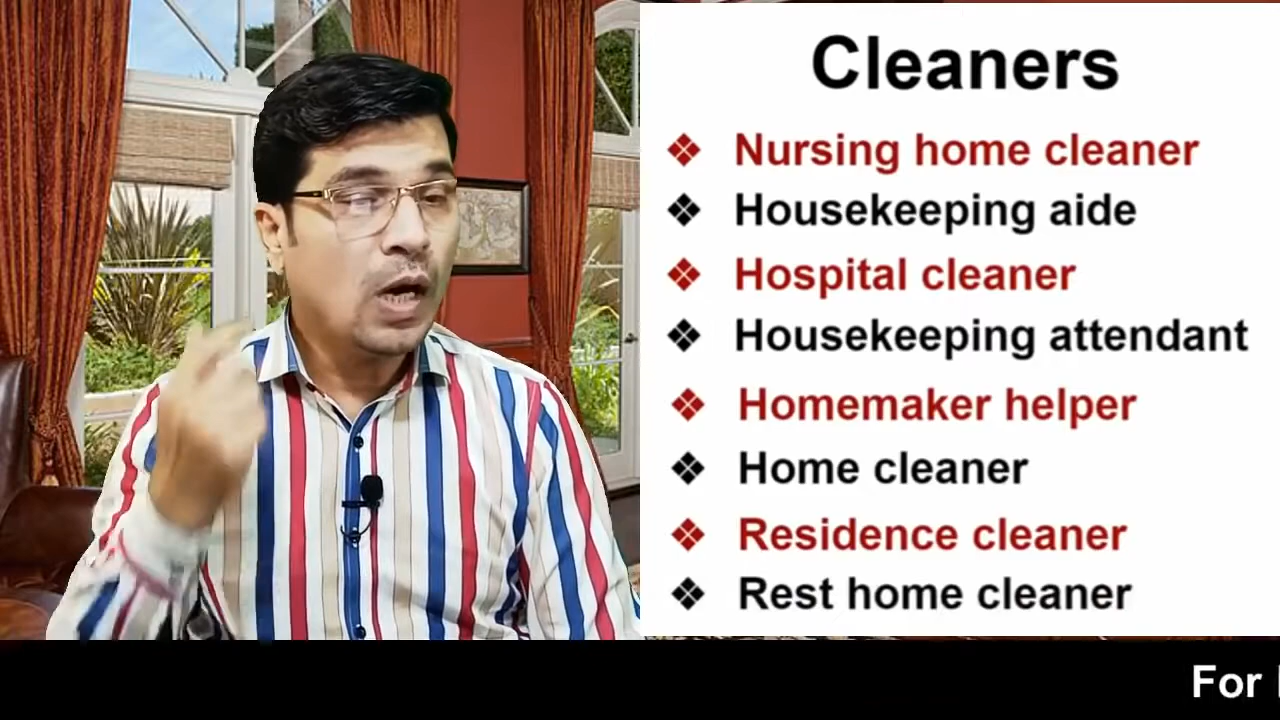 Cleaners
Nursing home cleaner
Housekeeping aide
Hospital cleaner
Housekeeping attendant
Homemaker helper
Home cleaner
Residence cleaner
Rest home cleaner
For